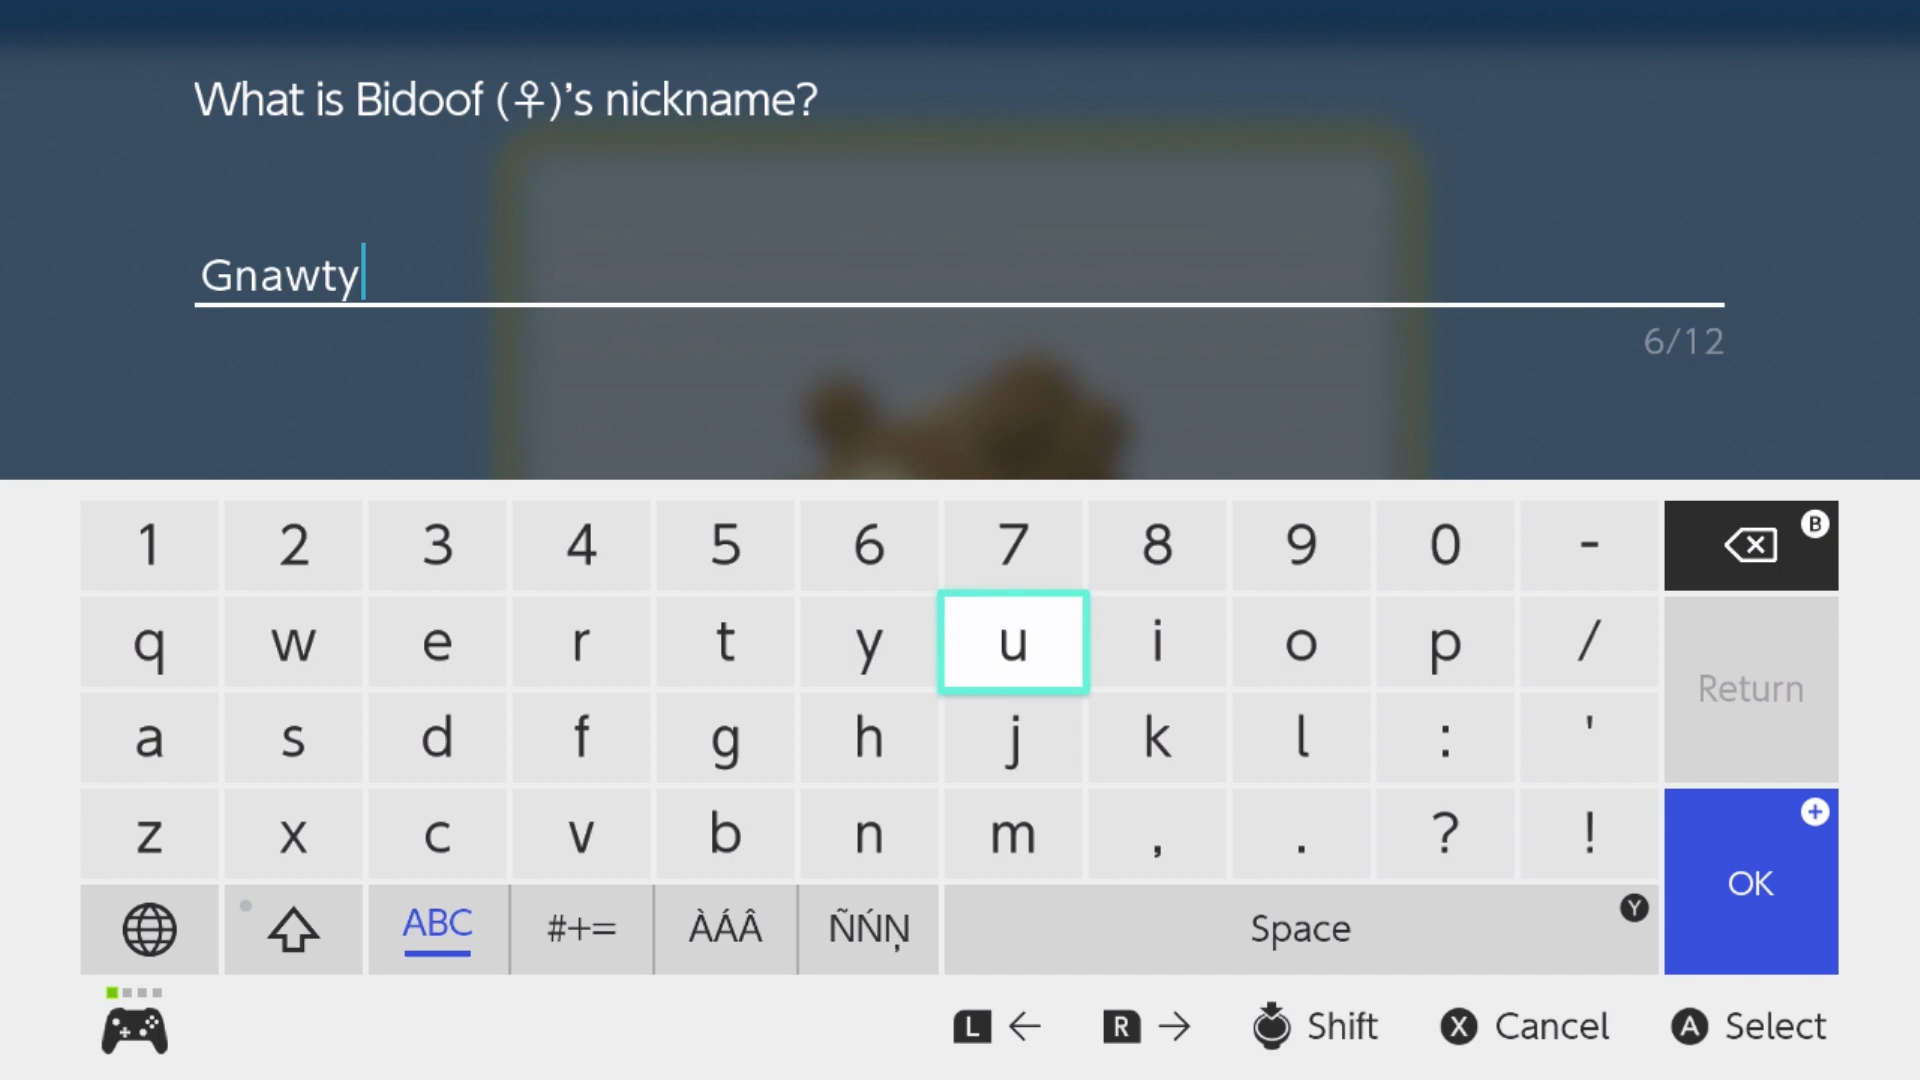 What is Bidoof (♀)'s nickname?
Gnawty
6/12
1 2 3 4 5 6 7 8 9 0 - B
q w e r t y u i o p /
Return
a s d f g h j k l : '
z x c v b n m , . ? ! +
OK
ABC #+= ÀÁÂ ÑŃŅ Space Y
L ← R → Shift X Cancel A Select